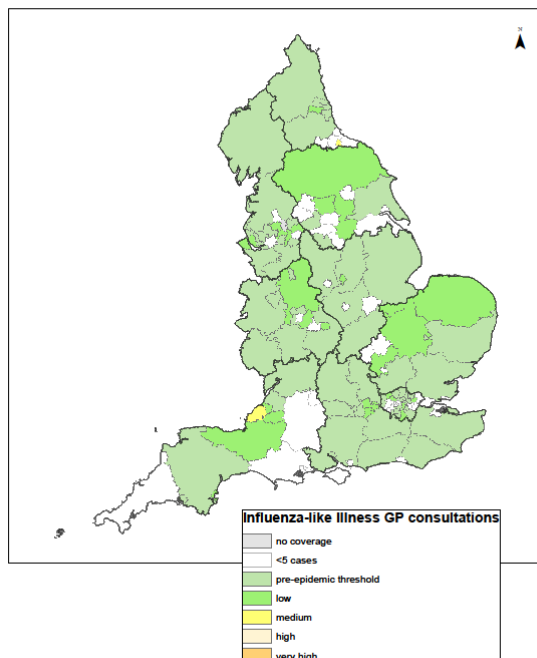 N
Influenza-like Illness GP consultations
no coverage
<5 cases
pre-epidemic threshold
low
medium
high
very high